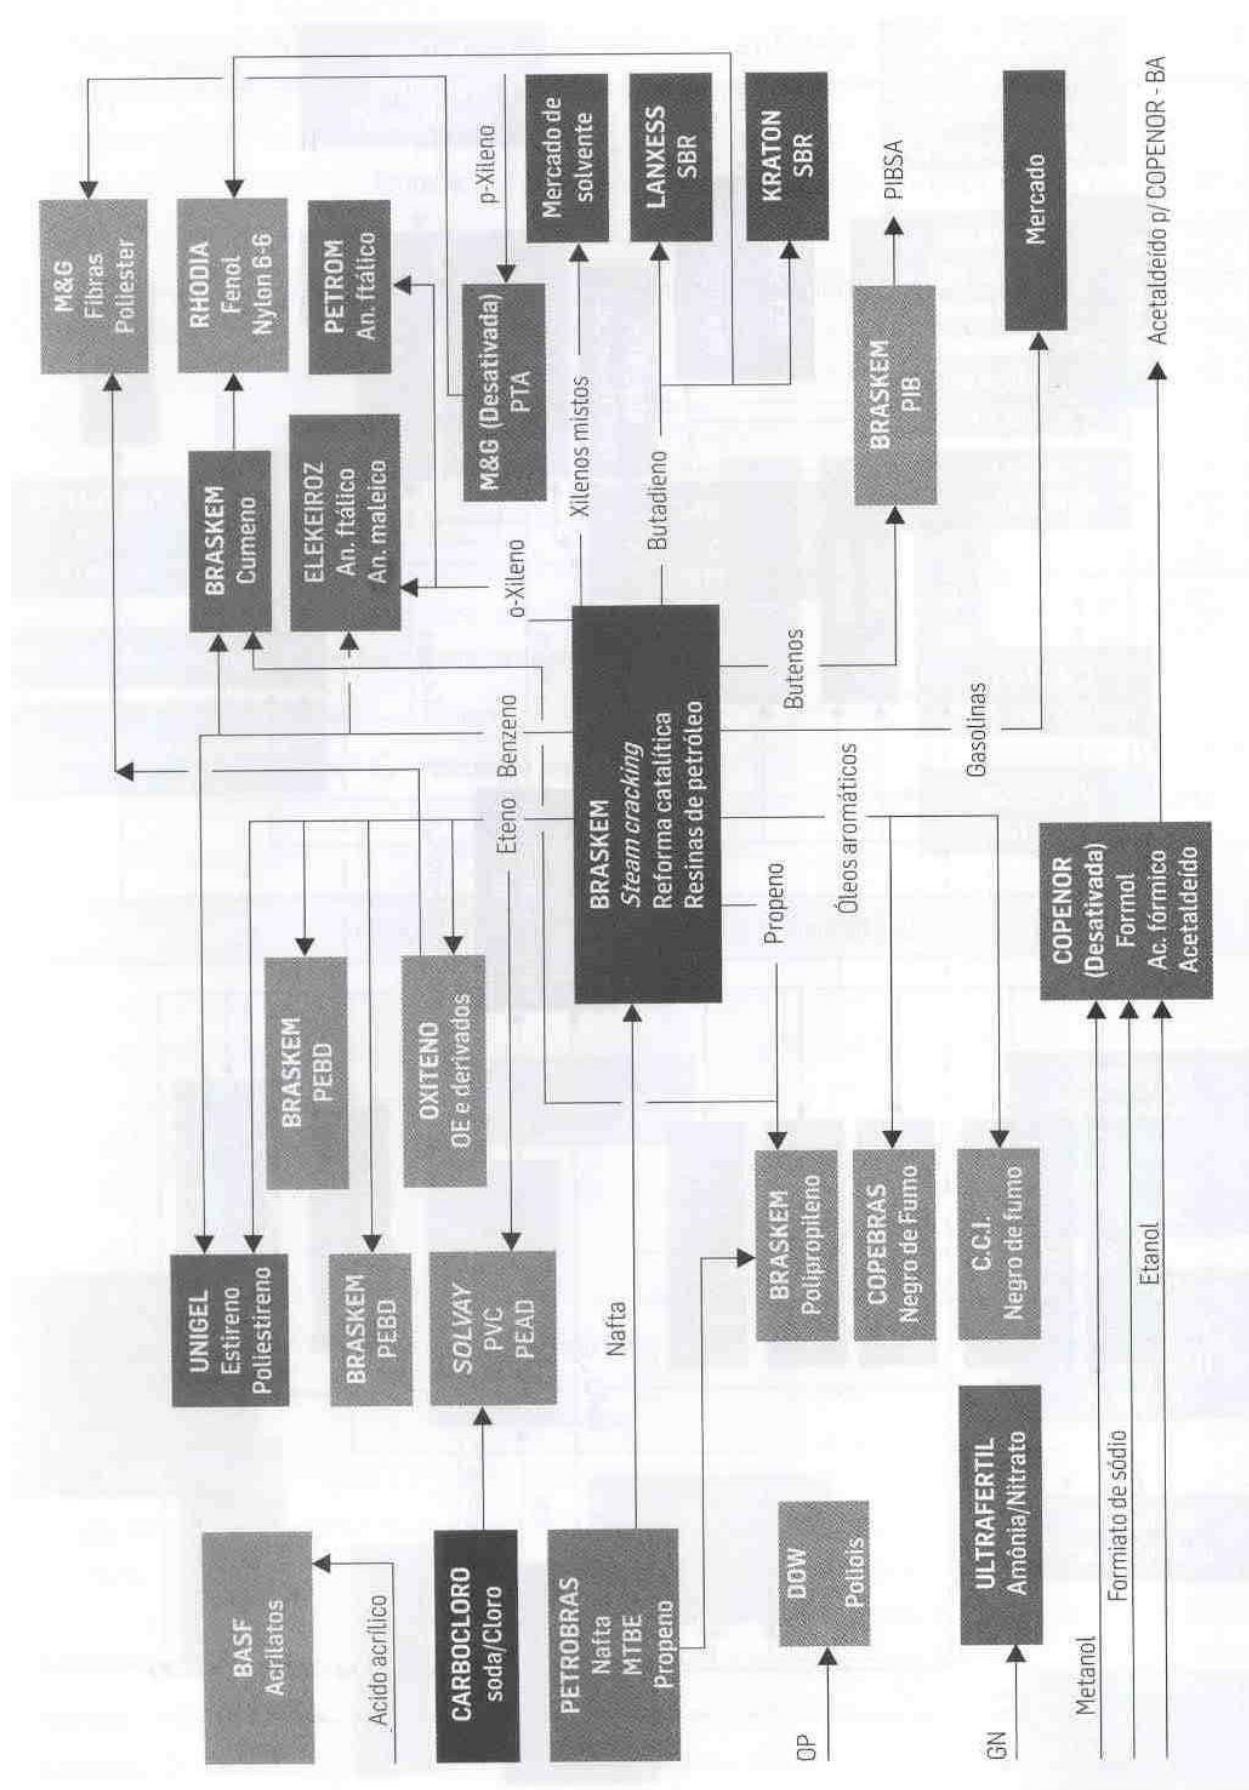 BASF
Acrilatos
Acido acrílico
CARBOCLORO
soda/Cloro
PETROBRAS
Nafta
MTBE
Propeno
OP
DOW
Poliois
GN
ULTRAFERTIL
Amônia/Nitrato
Metanol
Formiato de sódio
Etanol
UNIGEL
Estireno
Poliestireno
BRASKEM
PEBD
SOLVAY
PVC
PEAD
Nafta
BRASKEM
Polipropileno
COPEBRAS
Negro de Fumo
C.C.I.
Negro de fumo
BRASKEM
PEBD
OXITENO
OE e derivados
Eteno
Benzeno
BRASKEM
Steam cracking
Reforma catalítica
Resinas de petróleo
Propeno
Óleos aromáticos
COPENOR
(Desativada)
Formol
Ac. fórmico
Acetaldeído
BRASKEM
Cumeno
ELEKEIROZ
An. ftálico
An. maleico
o-Xileno
Xilenos mistos
Butadieno
Butenos
Gasolinas
M&G
Fibras
Poliester
RHODIA
Fenol
Nylon 6-6
PETROM
An. ftálico
M&G (Desativada)
PTA
p-Xileno
Mercado de
solvente
LANXESS
SBR
KRATON
SBR
BRASKEM
PIB
PIBSA
Mercado
Acetaldeído p/ COPENOR - BA